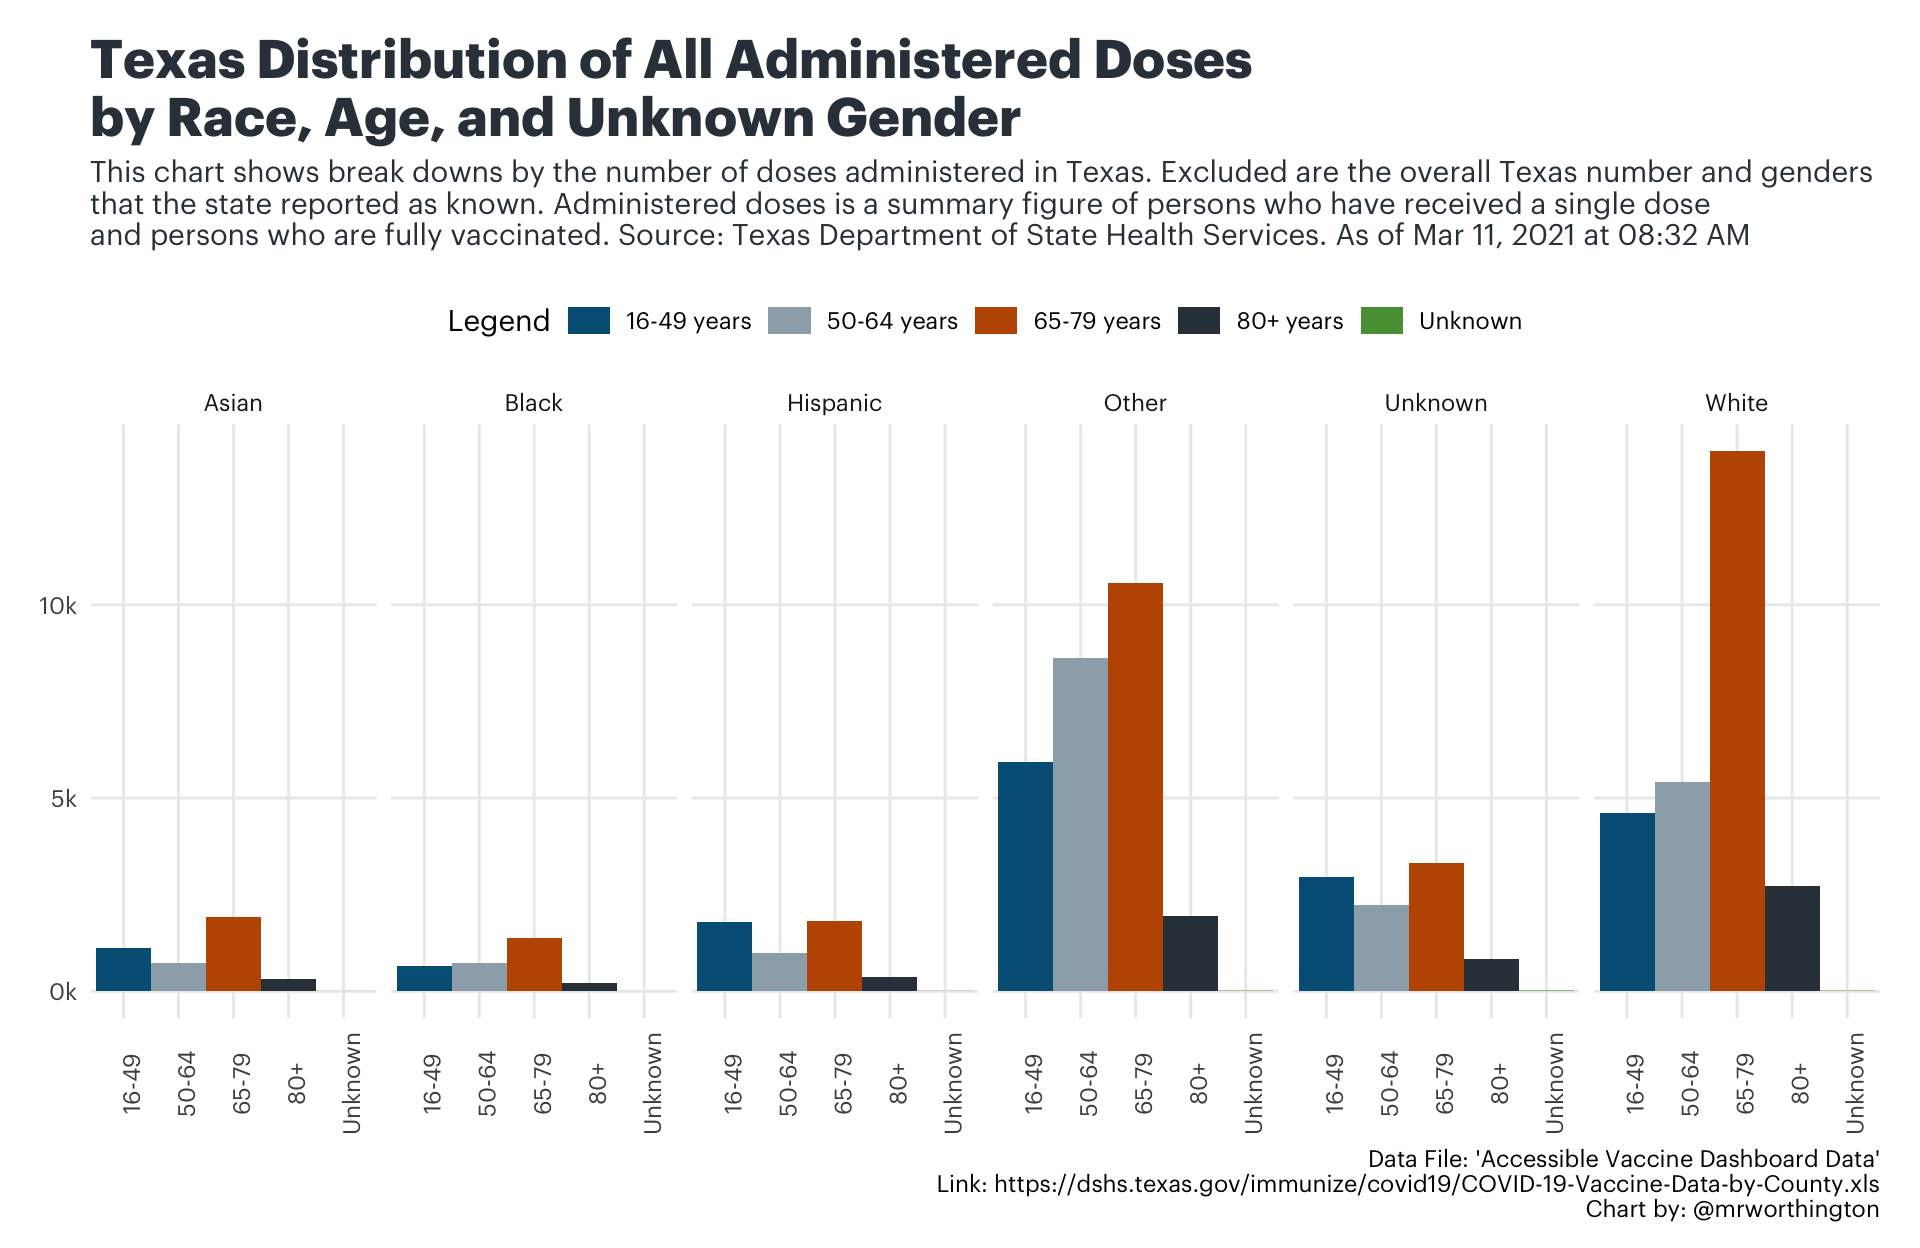 Texas Distribution of All Administered Doses
by Race, Age, and Unknown Gender
This chart shows break downs by the number of doses administered in Texas. Excluded are the overall Texas number and genders
that the state reported as known. Administered doses is a summary figure of persons who have received a single dose
and persons who are fully vaccinated. Source: Texas Department of State Health Services. As of Mar 11, 2021 at 08:32 AM
Legend 16-49 years 50-64 years 65-79 years 80+ years Unknown
Asian Black Hispanic Other Unknown White
10k
5k
0k
16-49 50-64 65-79 80+ Unknown 16-49 50-64 65-79 80+ Unknown 16-49 50-64 65-79 80+ Unknown 16-49 50-64 65-79 80+ Unknown 16-49 50-64 65-79 80+ Unknown 16-49 50-64 65-79 80+ Unknown
Data File: 'Accessible Vaccine Dashboard Data'
Link: https://dshs.texas.gov/immunize/covid19/COVID-19-Vaccine-Data-by-County.xls
Chart by: @mrworthington